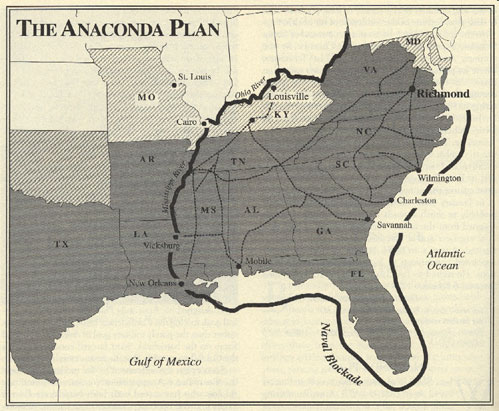 THE ANACONDA PLAN
MD
St. Louis
Ohio River
VA
MO
Louisville
Richmond
Cairo
KY
NC
AR
Mississippi River
TN
SC
Wilmington
MS
AL
Charleston
GA
Savannah
TX
LA
Vicksburg
Mobile
Atlantic
Ocean
New Orleans
FL
Naval Blockade
Gulf of Mexico